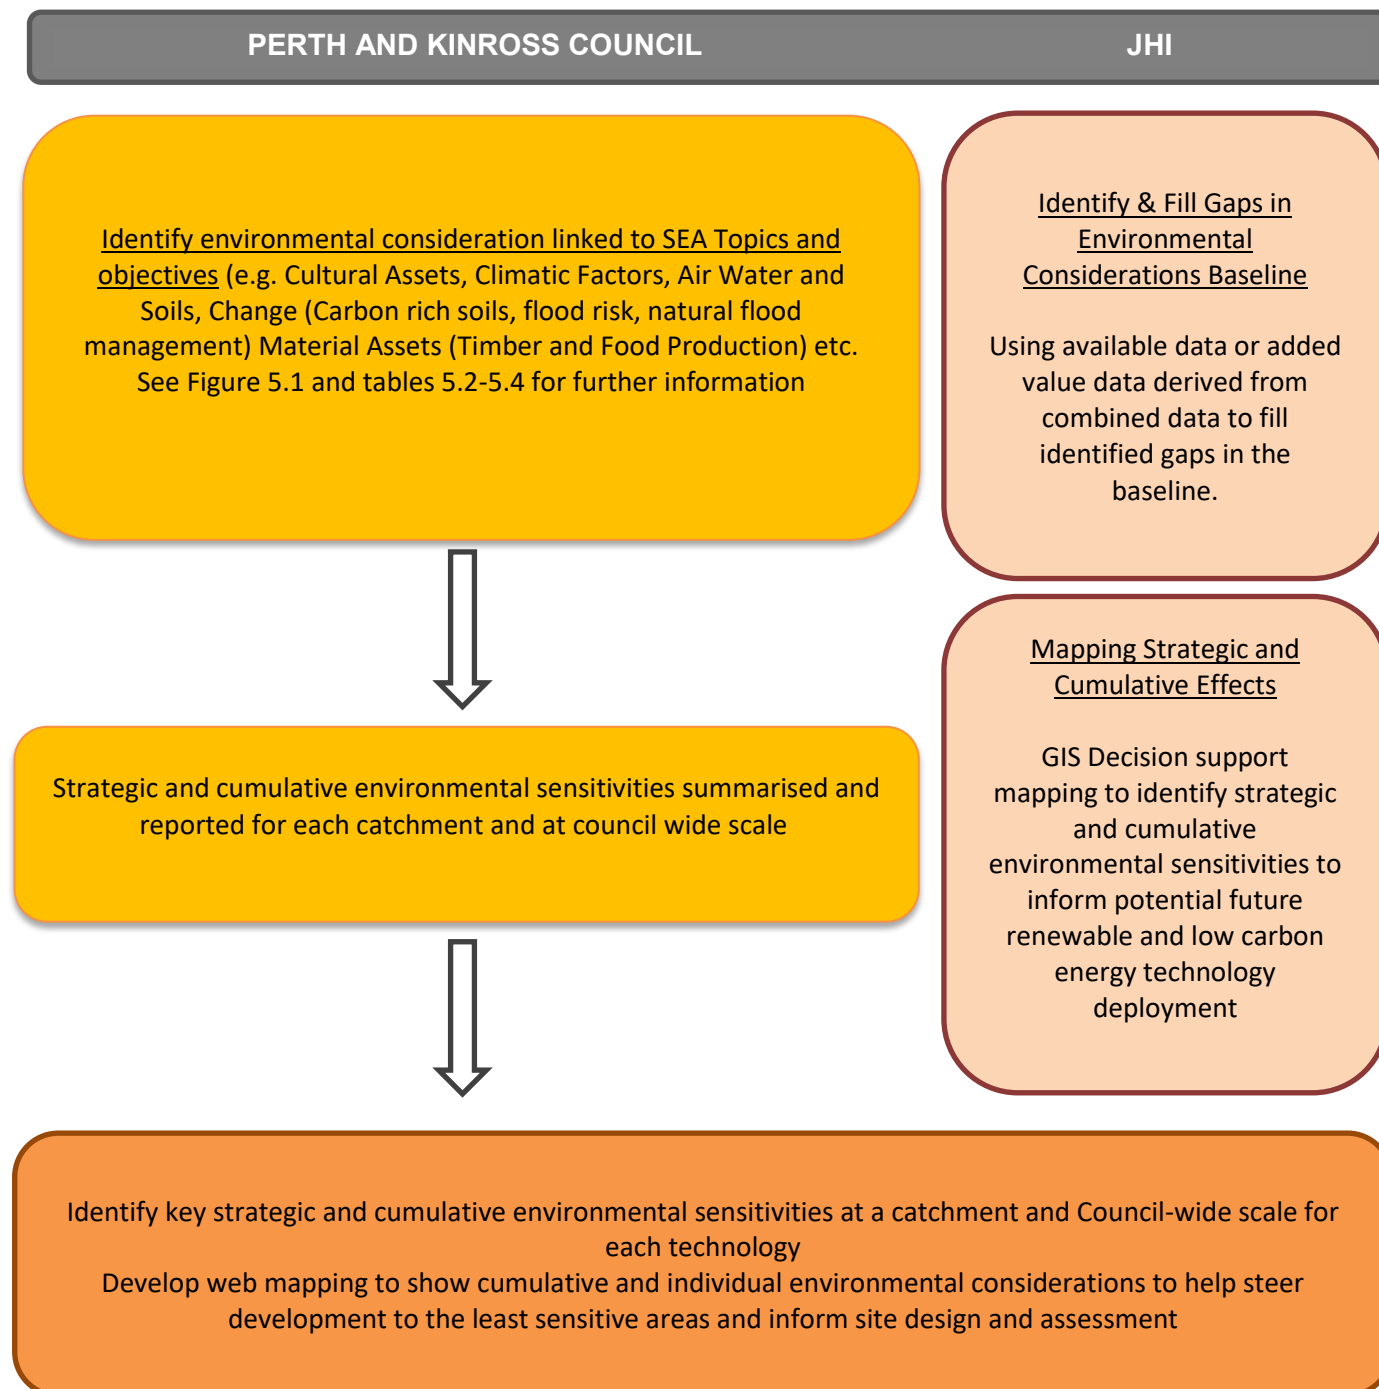 PERTH AND KINROSS COUNCIL JHI
Identify environmental consideration linked to SEA Topics and
objectives (e.g. Cultural Assets, Climatic Factors, Air Water and
Soils, Change (Carbon rich soils, flood risk, natural flood
management) Material Assets (Timber and Food Production) etc.
See Figure 5.1 and tables 5.2-5.4 for further information
Identify & Fill Gaps in
Environmental
Considerations Baseline
Using available data or added
value data derived from
combined data to fill
identified gaps in the
baseline.
Strategic and cumulative environmental sensitivities summarised and
reported for each catchment and at council wide scale
Mapping Strategic and
Cumulative Effects
GIS Decision support
mapping to identify strategic
and cumulative
environmental sensitivities to
inform potential future
renewable and low carbon
energy technology
deployment
Identify key strategic and cumulative environmental sensitivities at a catchment and Council-wide scale for
each technology
Develop web mapping to show cumulative and individual environmental considerations to help steer
development to the least sensitive areas and inform site design and assessment